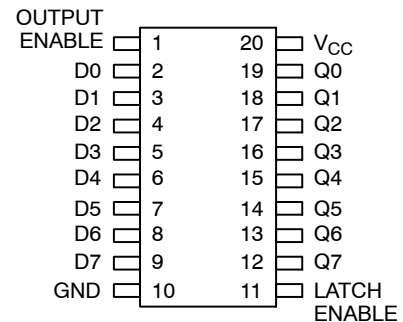 OUTPUT
ENABLE 1 20 VCC
D0 2 19 Q0
D1 3 18 Q1
D2 4 17 Q2
D3 5 16 Q3
D4 6 15 Q4
D5 7 14 Q5
D6 8 13 Q6
D7 9 12 Q7
GND 10 11 LATCH
ENABLE